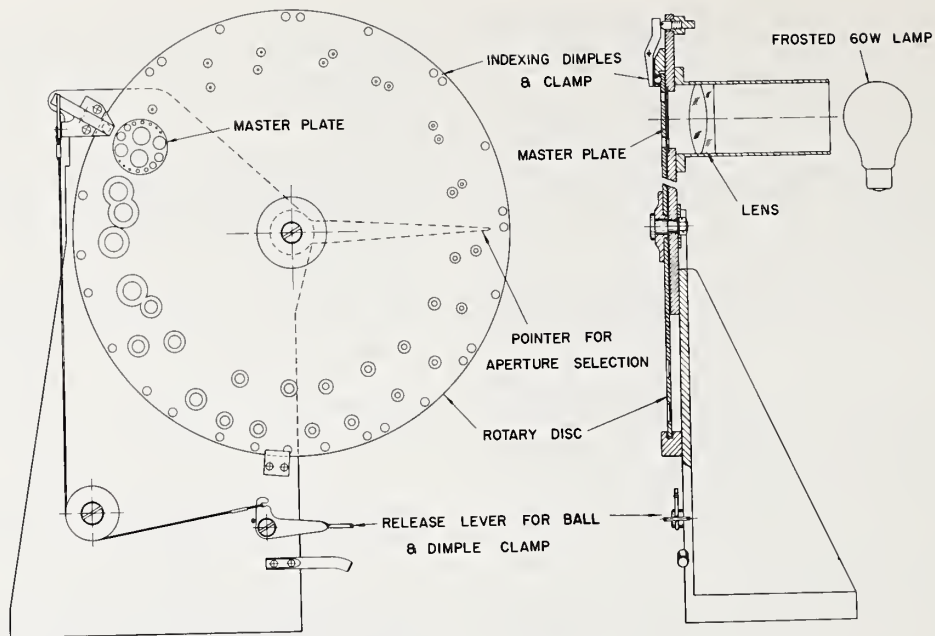 INDEXING DIMPLES
& CLAMP
FROSTED 60W LAMP
MASTER PLATE
MASTER PLATE
LENS
POINTER FOR
APERTURE SELECTION
ROTARY DISC
RELEASE LEVER FOR BALL
& DIMPLE CLAMP